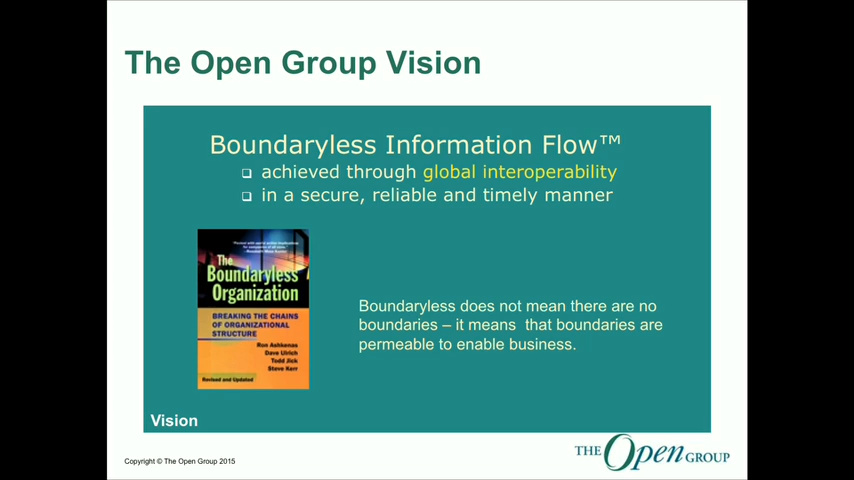 The Open Group Vision
Boundaryless Information Flow™
❑ achieved through global interoperability
❑ in a secure, reliable and timely manner
The
Boundaryless
Organization
BREAKING THE CHAINS
OF ORGANIZATIONAL
STRUCTURE
Ron Ashkenas
Dave Ulrich
Todd Jick
Steve Kerr
Revised and Updated
Boundaryless does not mean there are no
boundaries – it means that boundaries are
permeable to enable business.
Vision
Copyright © The Open Group 2015
THE Open GROUP